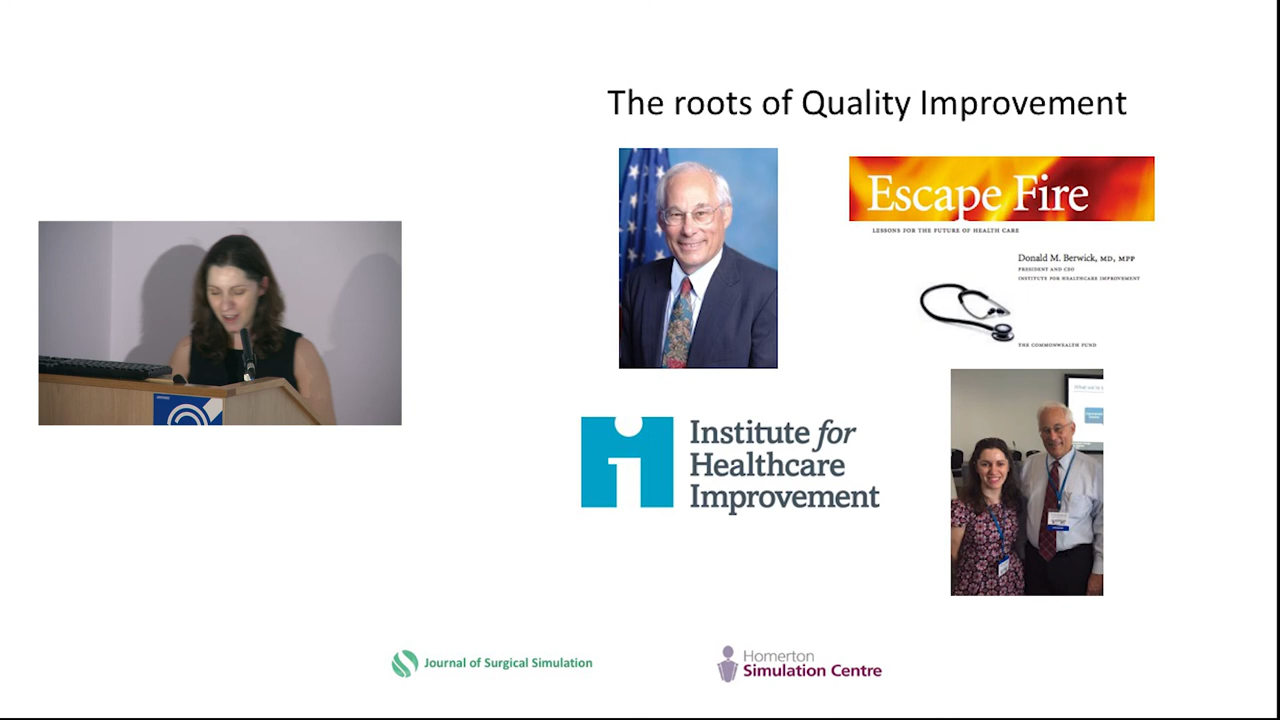 The roots of Quality Improvement
Escape Fire
LESSONS FOR THE FUTURE OF HEALTH CARE
Donald M. Berwick, MD, MPP
PRESIDENT AND CEO
INSTITUTE FOR HEALTHCARE IMPROVEMENT
THE COMMONWEALTH FUND
Institute for
Healthcare
Improvement
Journal of Surgical Simulation
Homerton
Simulation Centre